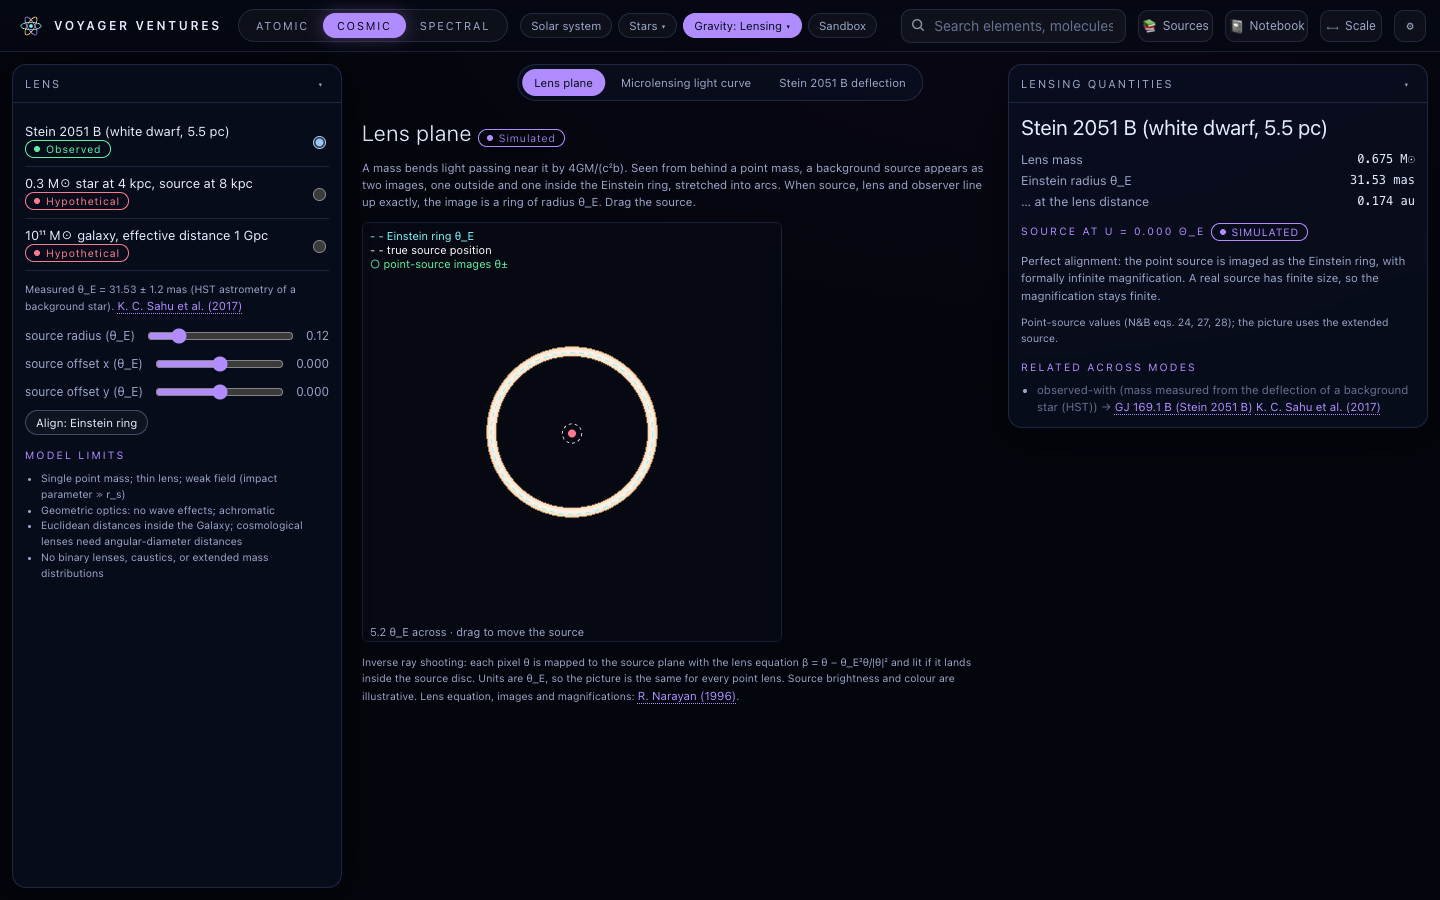 VOYAGER VENTURES
ATOMIC
COSMIC
SPECTRAL
Solar system
Stars ▾
Gravity: Lensing ▾
Sandbox
Search elements, molecules
Sources
Notebook
Scale
LENS
Stein 2051 B (white dwarf, 5.5 pc)
Observed
0.3 M☉ star at 4 kpc, source at 8 kpc
Hypothetical
10¹¹ M☉ galaxy, effective distance 1 Gpc
Hypothetical
Measured θ_E = 31.53 ± 1.2 mas (HST astrometry of a
background star). K. C. Sahu et al. (2017)
source radius (θ_E) 0.12
source offset x (θ_E) 0.000
source offset y (θ_E) 0.000
Align: Einstein ring
MODEL LIMITS
• Single point mass; thin lens; weak field (impact
parameter » r_s)
• Geometric optics: no wave effects; achromatic
• Euclidean distances inside the Galaxy; cosmological
lenses need angular-diameter distances
• No binary lenses, caustics, or extended mass
distributions
Lens plane
Microlensing light curve
Stein 2051 B deflection
Lens plane
Simulated
A mass bends light passing near it by 4GM/(c²b). Seen from behind a point mass, a background source appears as
two images, one outside and one inside the Einstein ring, stretched into arcs. When source, lens and observer line
up exactly, the image is a ring of radius θ_E. Drag the source.
- - Einstein ring θ_E
- - true source position
○ point-source images θ±
5.2 θ_E across · drag to move the source
Inverse ray shooting: each pixel θ is mapped to the source plane with the lens equation β = θ − θ_E²θ/|θ|² and lit if it lands
inside the source disc. Units are θ_E, so the picture is the same for every point lens. Source brightness and colour are
illustrative. Lens equation, images and magnifications: R. Narayan (1996).
LENSING QUANTITIES
Stein 2051 B (white dwarf, 5.5 pc)
Lens mass 0.675 M☉
Einstein radius θ_E 31.53 mas
… at the lens distance 0.174 au
SOURCE AT U = 0.000 Θ_E
SIMULATED
Perfect alignment: the point source is imaged as the Einstein ring, with
formally infinite magnification. A real source has finite size, so the
magnification stays finite.
Point-source values (N&B eqs. 24, 27, 28); the picture uses the extended
source.
RELATED ACROSS MODES
• observed-with (mass measured from the deflection of a background
star (HST)) → GJ 169.1 B (Stein 2051 B) K. C. Sahu et al. (2017)